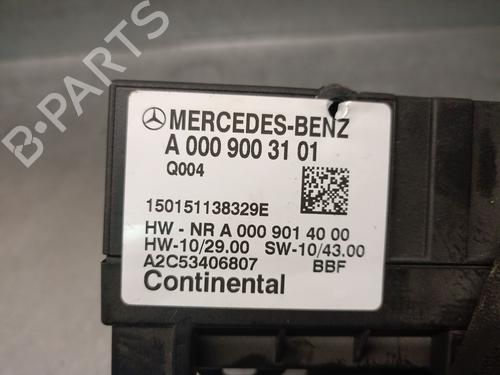 B-PARTS
MERCEDES-BENZ
A 000 900 31 01
Q004
150151138329E
HW - NR A 000 901 40 00
HW-10/29.00 SW-10/43.00
A2C53406807 BBF
Continental